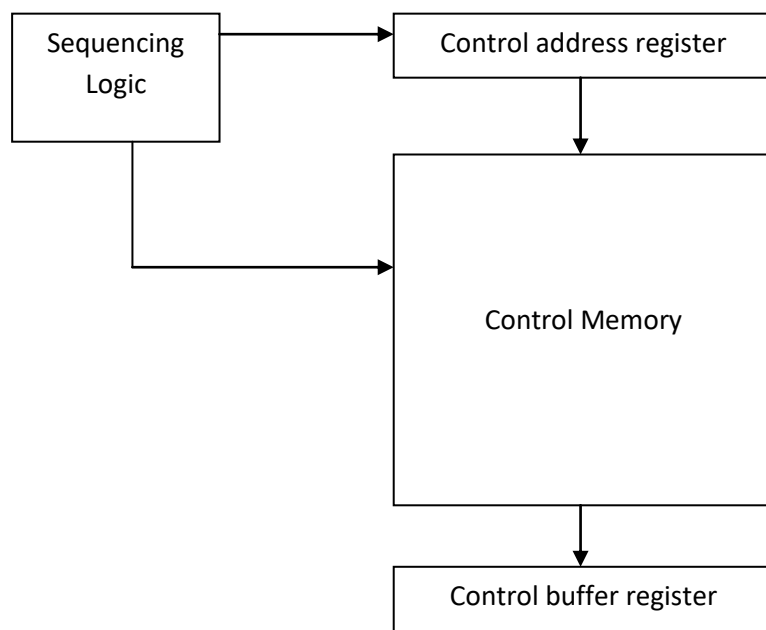 Sequencing
Logic
Control address register
Control Memory
Control buffer register